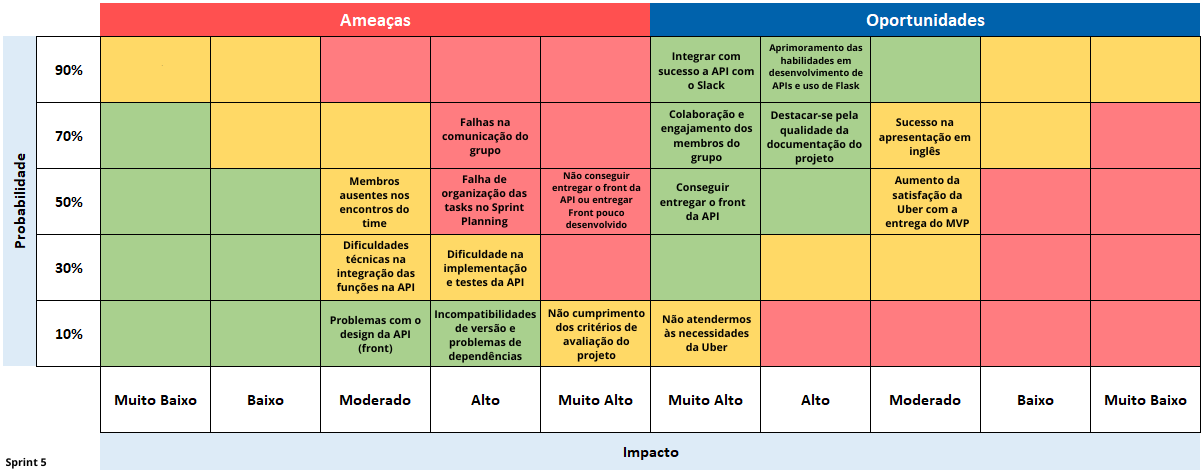 Ameaças
Oportunidades
Probabilidade
90%
Integrar com
sucesso a API com
o Slack
Aprimoramento das
habilidades em
desenvolvimento de
APIs e uso de Flask
70%
Falhas na
comunicação do
grupo
Colaboração e
engajamento dos
membros do
grupo
Destacar-se pela
qualidade da
documentação do
projeto
Sucesso na
apresentação em
inglês
50%
Membros
ausentes nos
encontros do
time
Falha de
organização das
tasks no Sprint
Planning
Não conseguir
entregar o front da
API ou entregar
Front pouco
desenvolvido
Conseguir
entregar o front
da API
Aumento da
satisfação da
Uber com a
entrega do MVP
30%
Dificuldades
técnicas na
integração das
funções na API
Dificuldade na
implementação
e testes da API
10%
Problemas com o
design da API
(front)
Incompatibilidades
de versão e
problemas de
dependências
Não cumprimento
dos critérios de
avaliação do
projeto
Não atendermos
às necessidades
da Uber
Muito Baixo
Baixo
Moderado
Alto
Muito Alto
Muito Alto
Alto
Moderado
Baixo
Muito Baixo
Impacto
Sprint 5